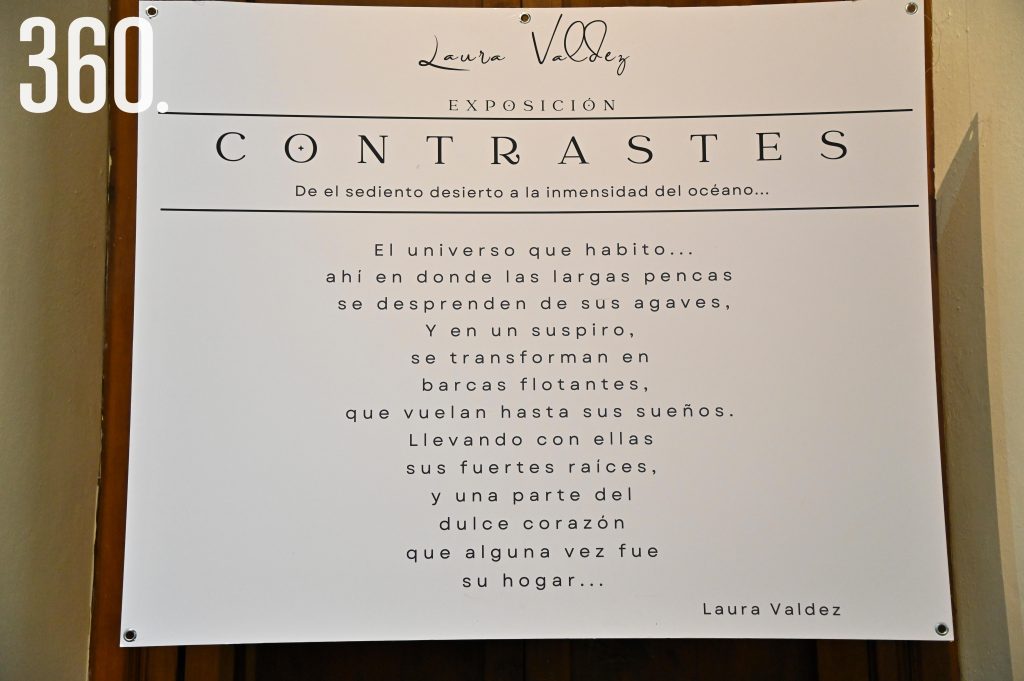 360.
Laura Valdez
EXPOSICIÓN
CONTRASTES
De el sediento desierto a la inmensidad del océano...
El universo que habito...
ahí en donde las largas pencas
se desprenden de sus agaves,
Y en un suspiro,
se transforman en
barcas flotantes,
que vuelan hasta sus sueños.
Llevando con ellas
sus fuertes raíces,
y una parte del
dulce corazón
que alguna vez fue
su hogar...
Laura Valdez